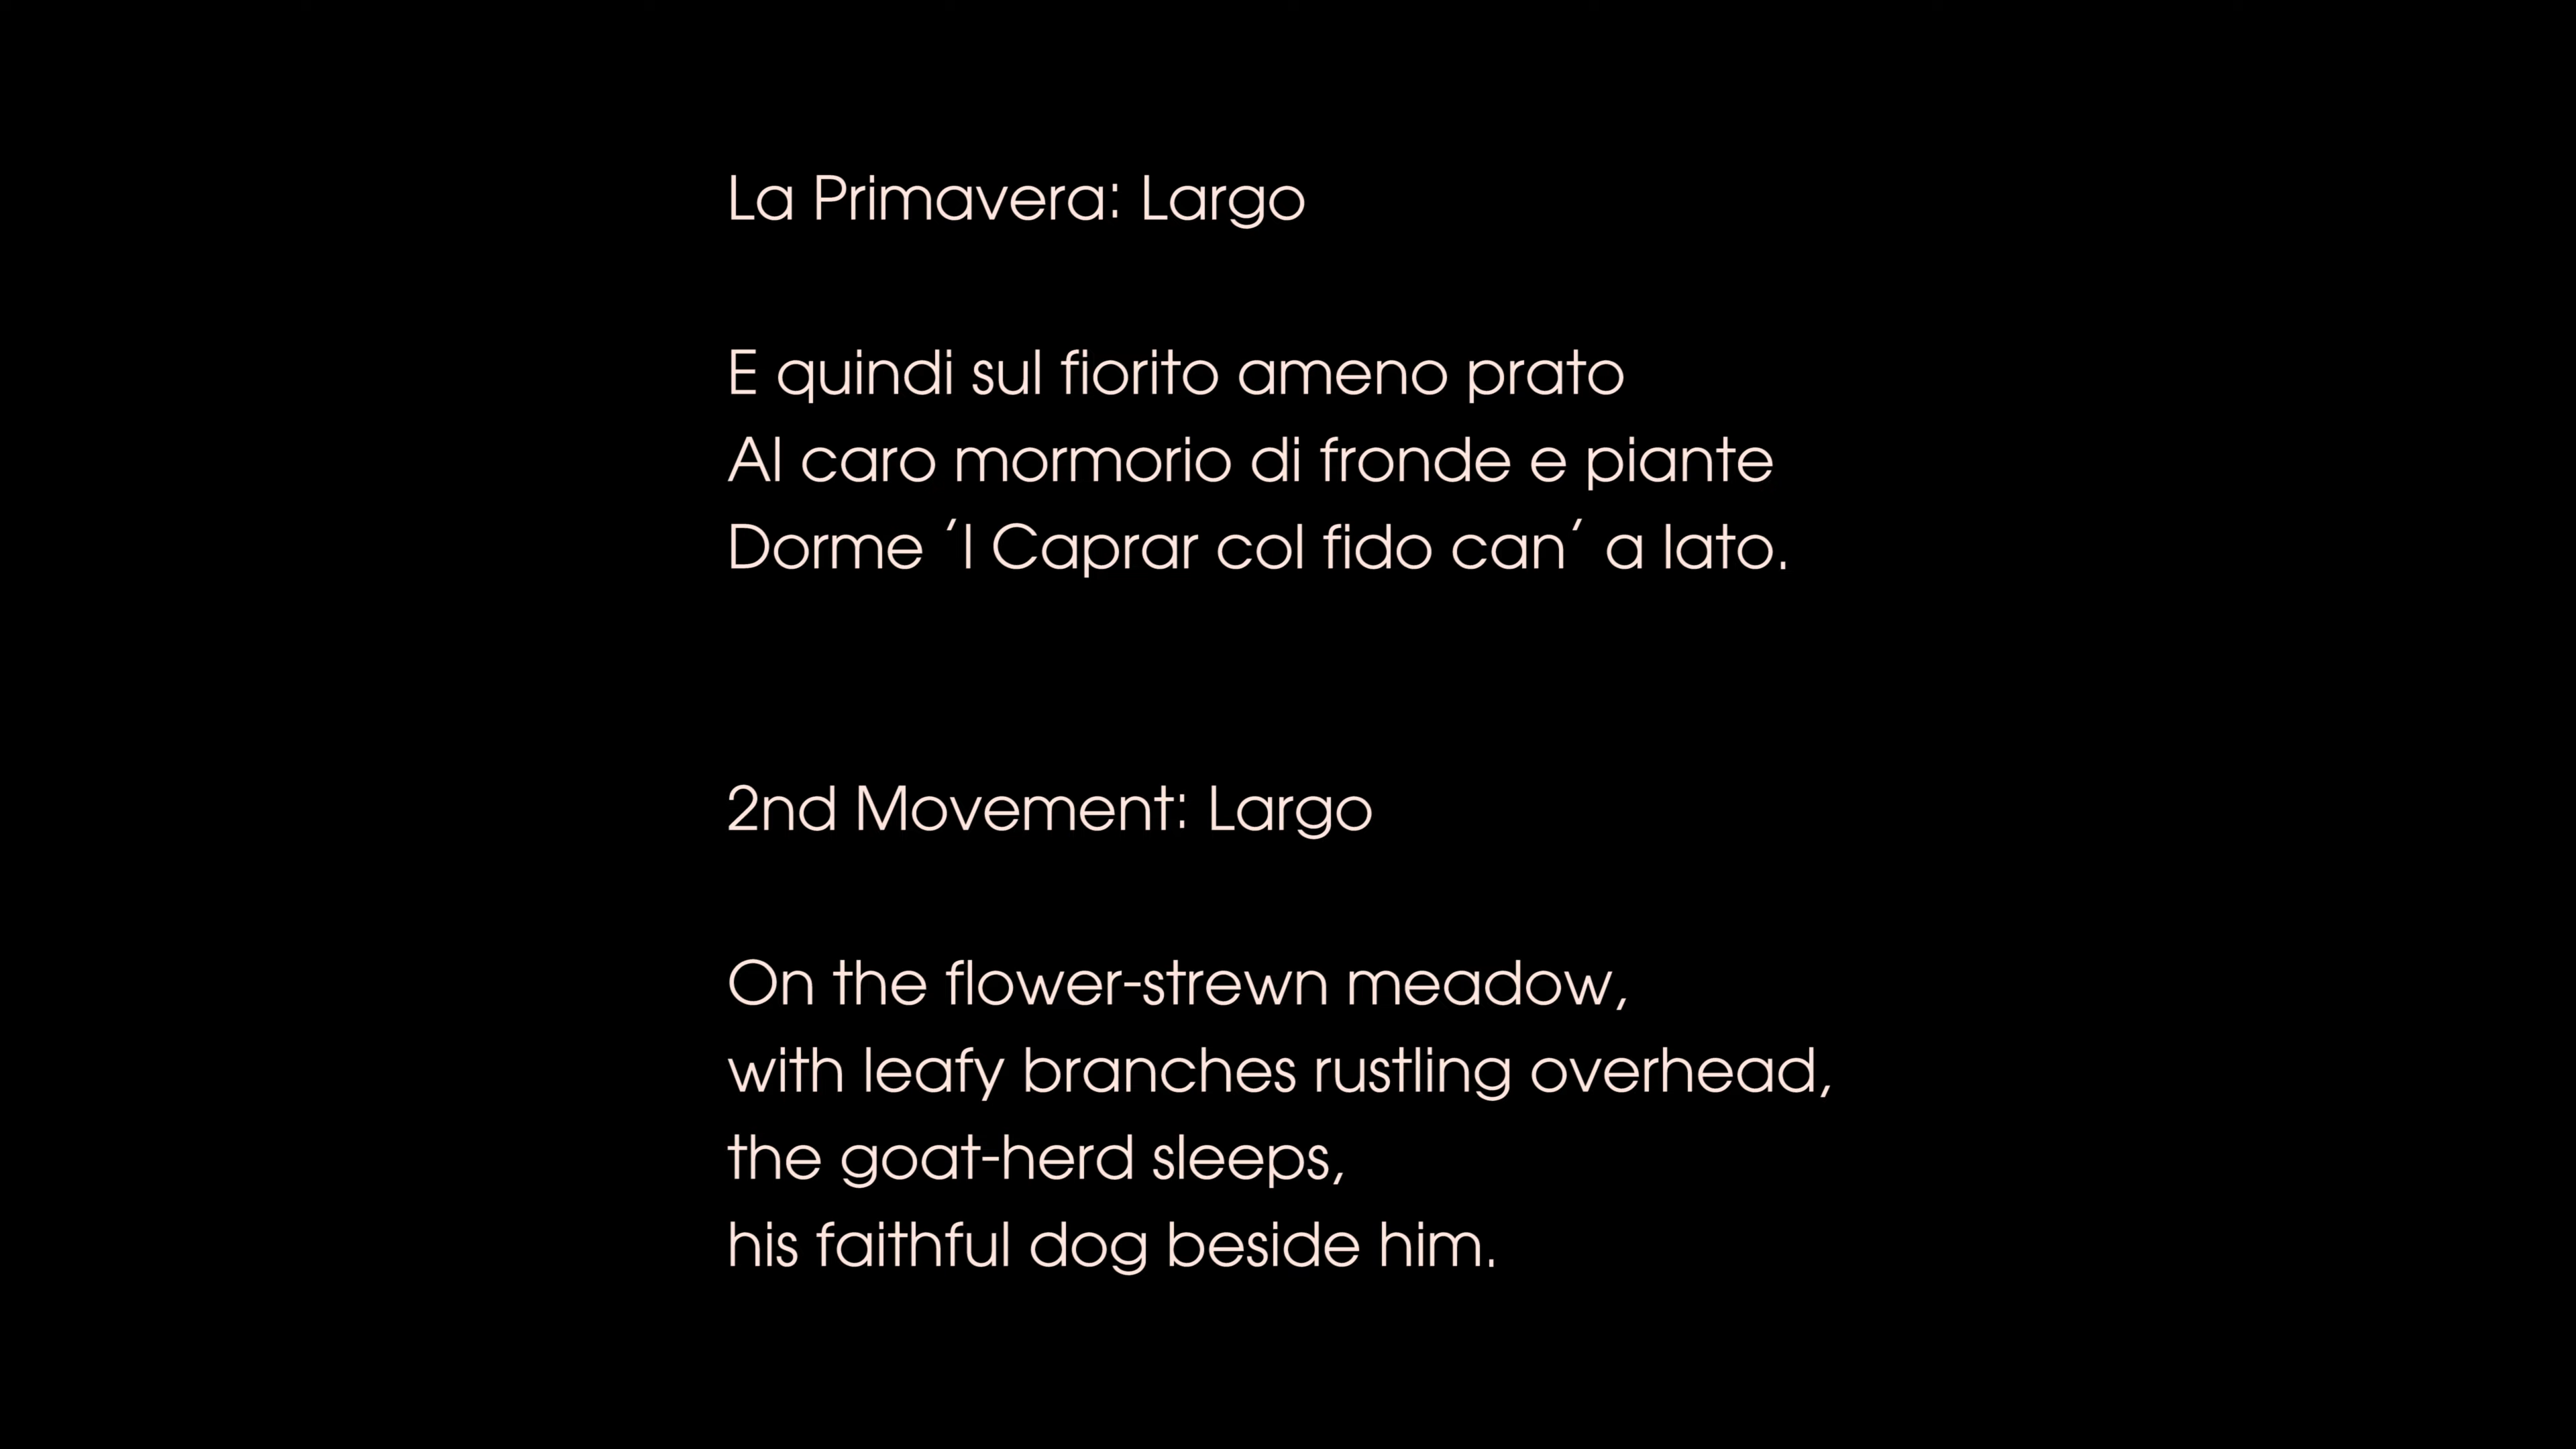 La Primavera: Largo
E quindi sul fiorito ameno prato
Al caro mormorio di fronde e piante
Dorme ‘l Caprar col fido can’ a lato.
2nd Movement: Largo
On the flower-strewn meadow,
with leafy branches rustling overhead,
the goat-herd sleeps,
his faithful dog beside him.